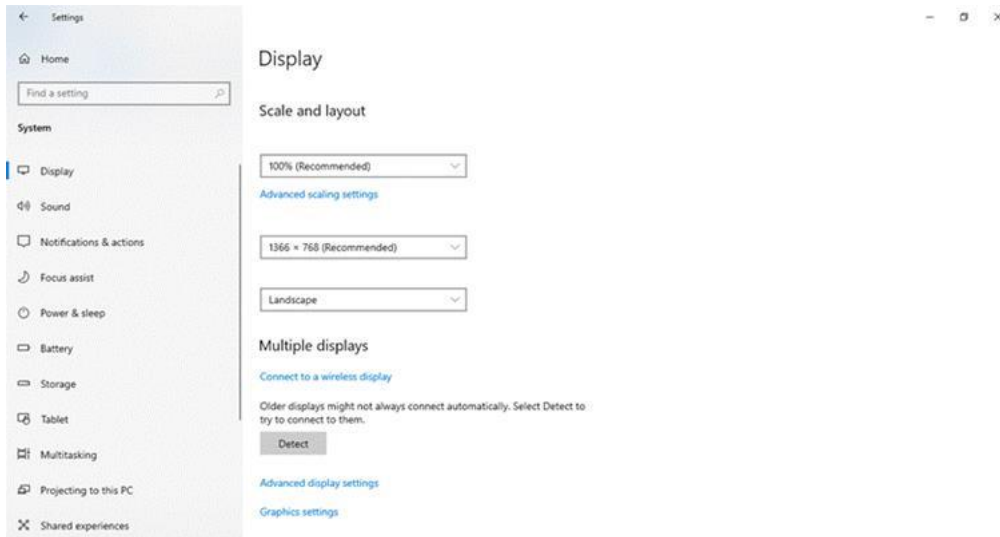 Settings
Home
Find a setting
System
Display
Sound
Notifications & actions
Focus assist
Power & sleep
Battery
Storage
Tablet
Multitasking
Projecting to this PC
Shared experiences
Display
Scale and layout
100% (Recommended)
Advanced scaling settings
1366 × 768 (Recommended)
Landscape
Multiple displays
Connect to a wireless display
Older displays might not always connect automatically. Select Detect to
try to connect to them.
Detect
Advanced display settings
Graphics settings